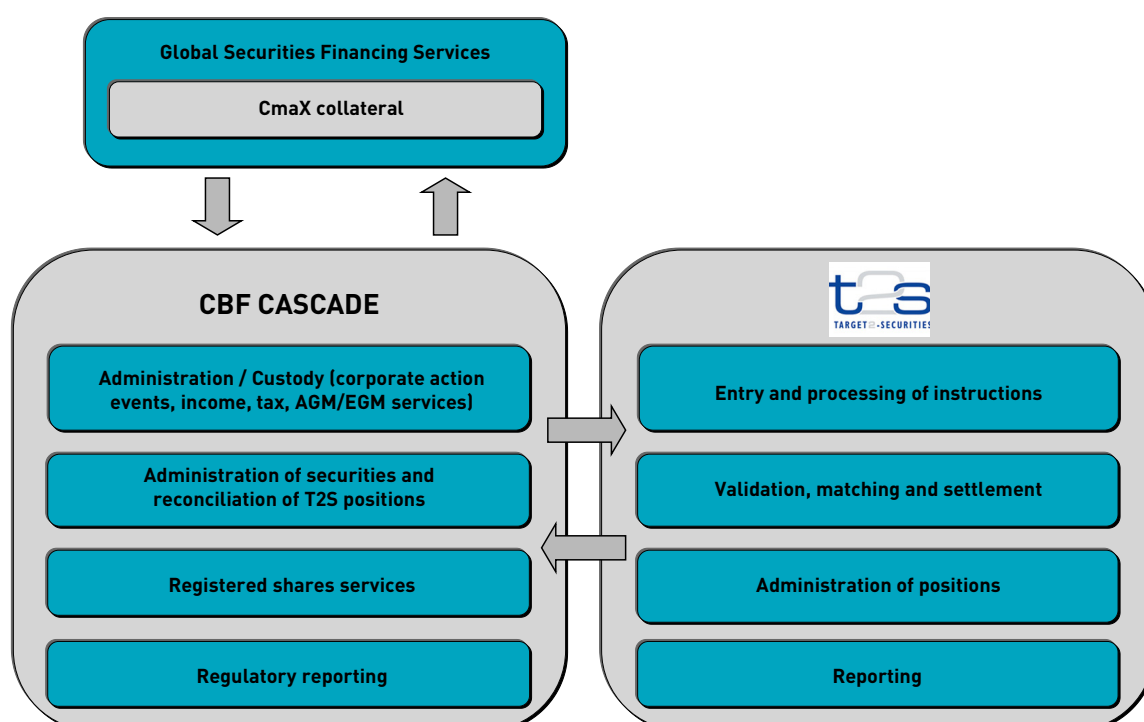 Global Securities Financing Services
CmaX collateral
CBF CASCADE
Administration / Custody (corporate action
events, income, tax, AGM/EGM services)
Administration of securities and
reconciliation of T2S positions
Registered shares services
Regulatory reporting
t2s
TARGET2-SECURITIES
Entry and processing of instructions
Validation, matching and settlement
Administration of positions
Reporting